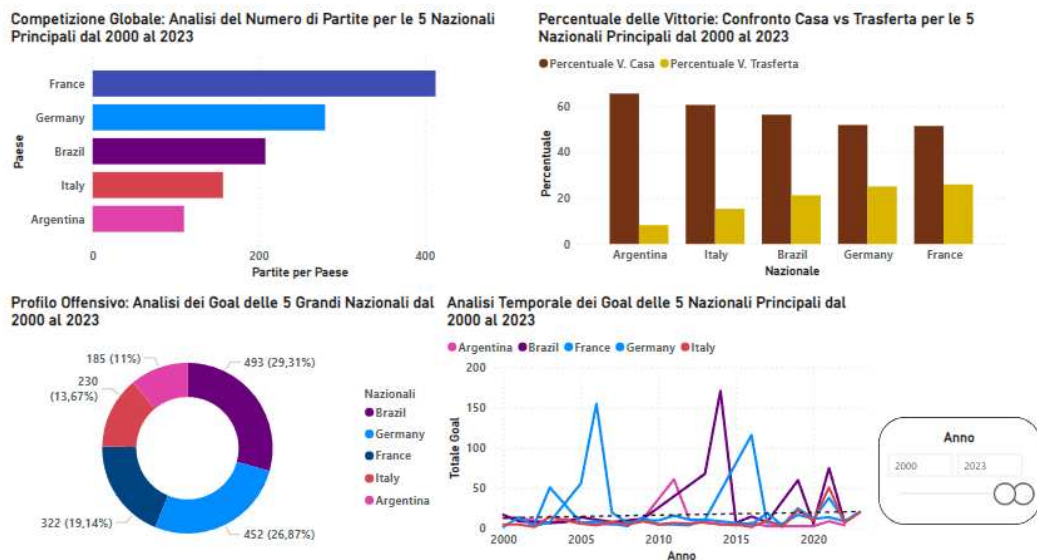 Competizione Globale: Analisi del Numero di Partite per le 5 Nazionali
Principali dal 2000 al 2023
France
Germany
Brazil
Italy
Argentina
Paese
0
200
400
Partite per Paese
Percentuale delle Vittorie: Confronto Casa vs Trasferta per le 5
Nazionali Principali dal 2000 al 2023
Percentuale V. Casa Percentuale V. Trasferta
60
40
20
0
Percentuale
Argentina
Italy
Brazil
Germany
France
Nazionale
Profilo Offensivo: Analisi dei Goal delle 5 Grandi Nazionali dal
2000 al 2023
185 (11%)
230
(13,67%)
322 (19,14%)
493 (29,31%)
452 (26,87%)
Nazionali
Brazil
Germany
France
Italy
Argentina
Analisi Temporale dei Goal delle 5 Nazionali Principali dal
2000 al 2023
Argentina Brazil France Germany Italy
200
150
100
50
0
Totale Goal
2000
2005
2010
2015
2020
Anno
Anno
2000
2023